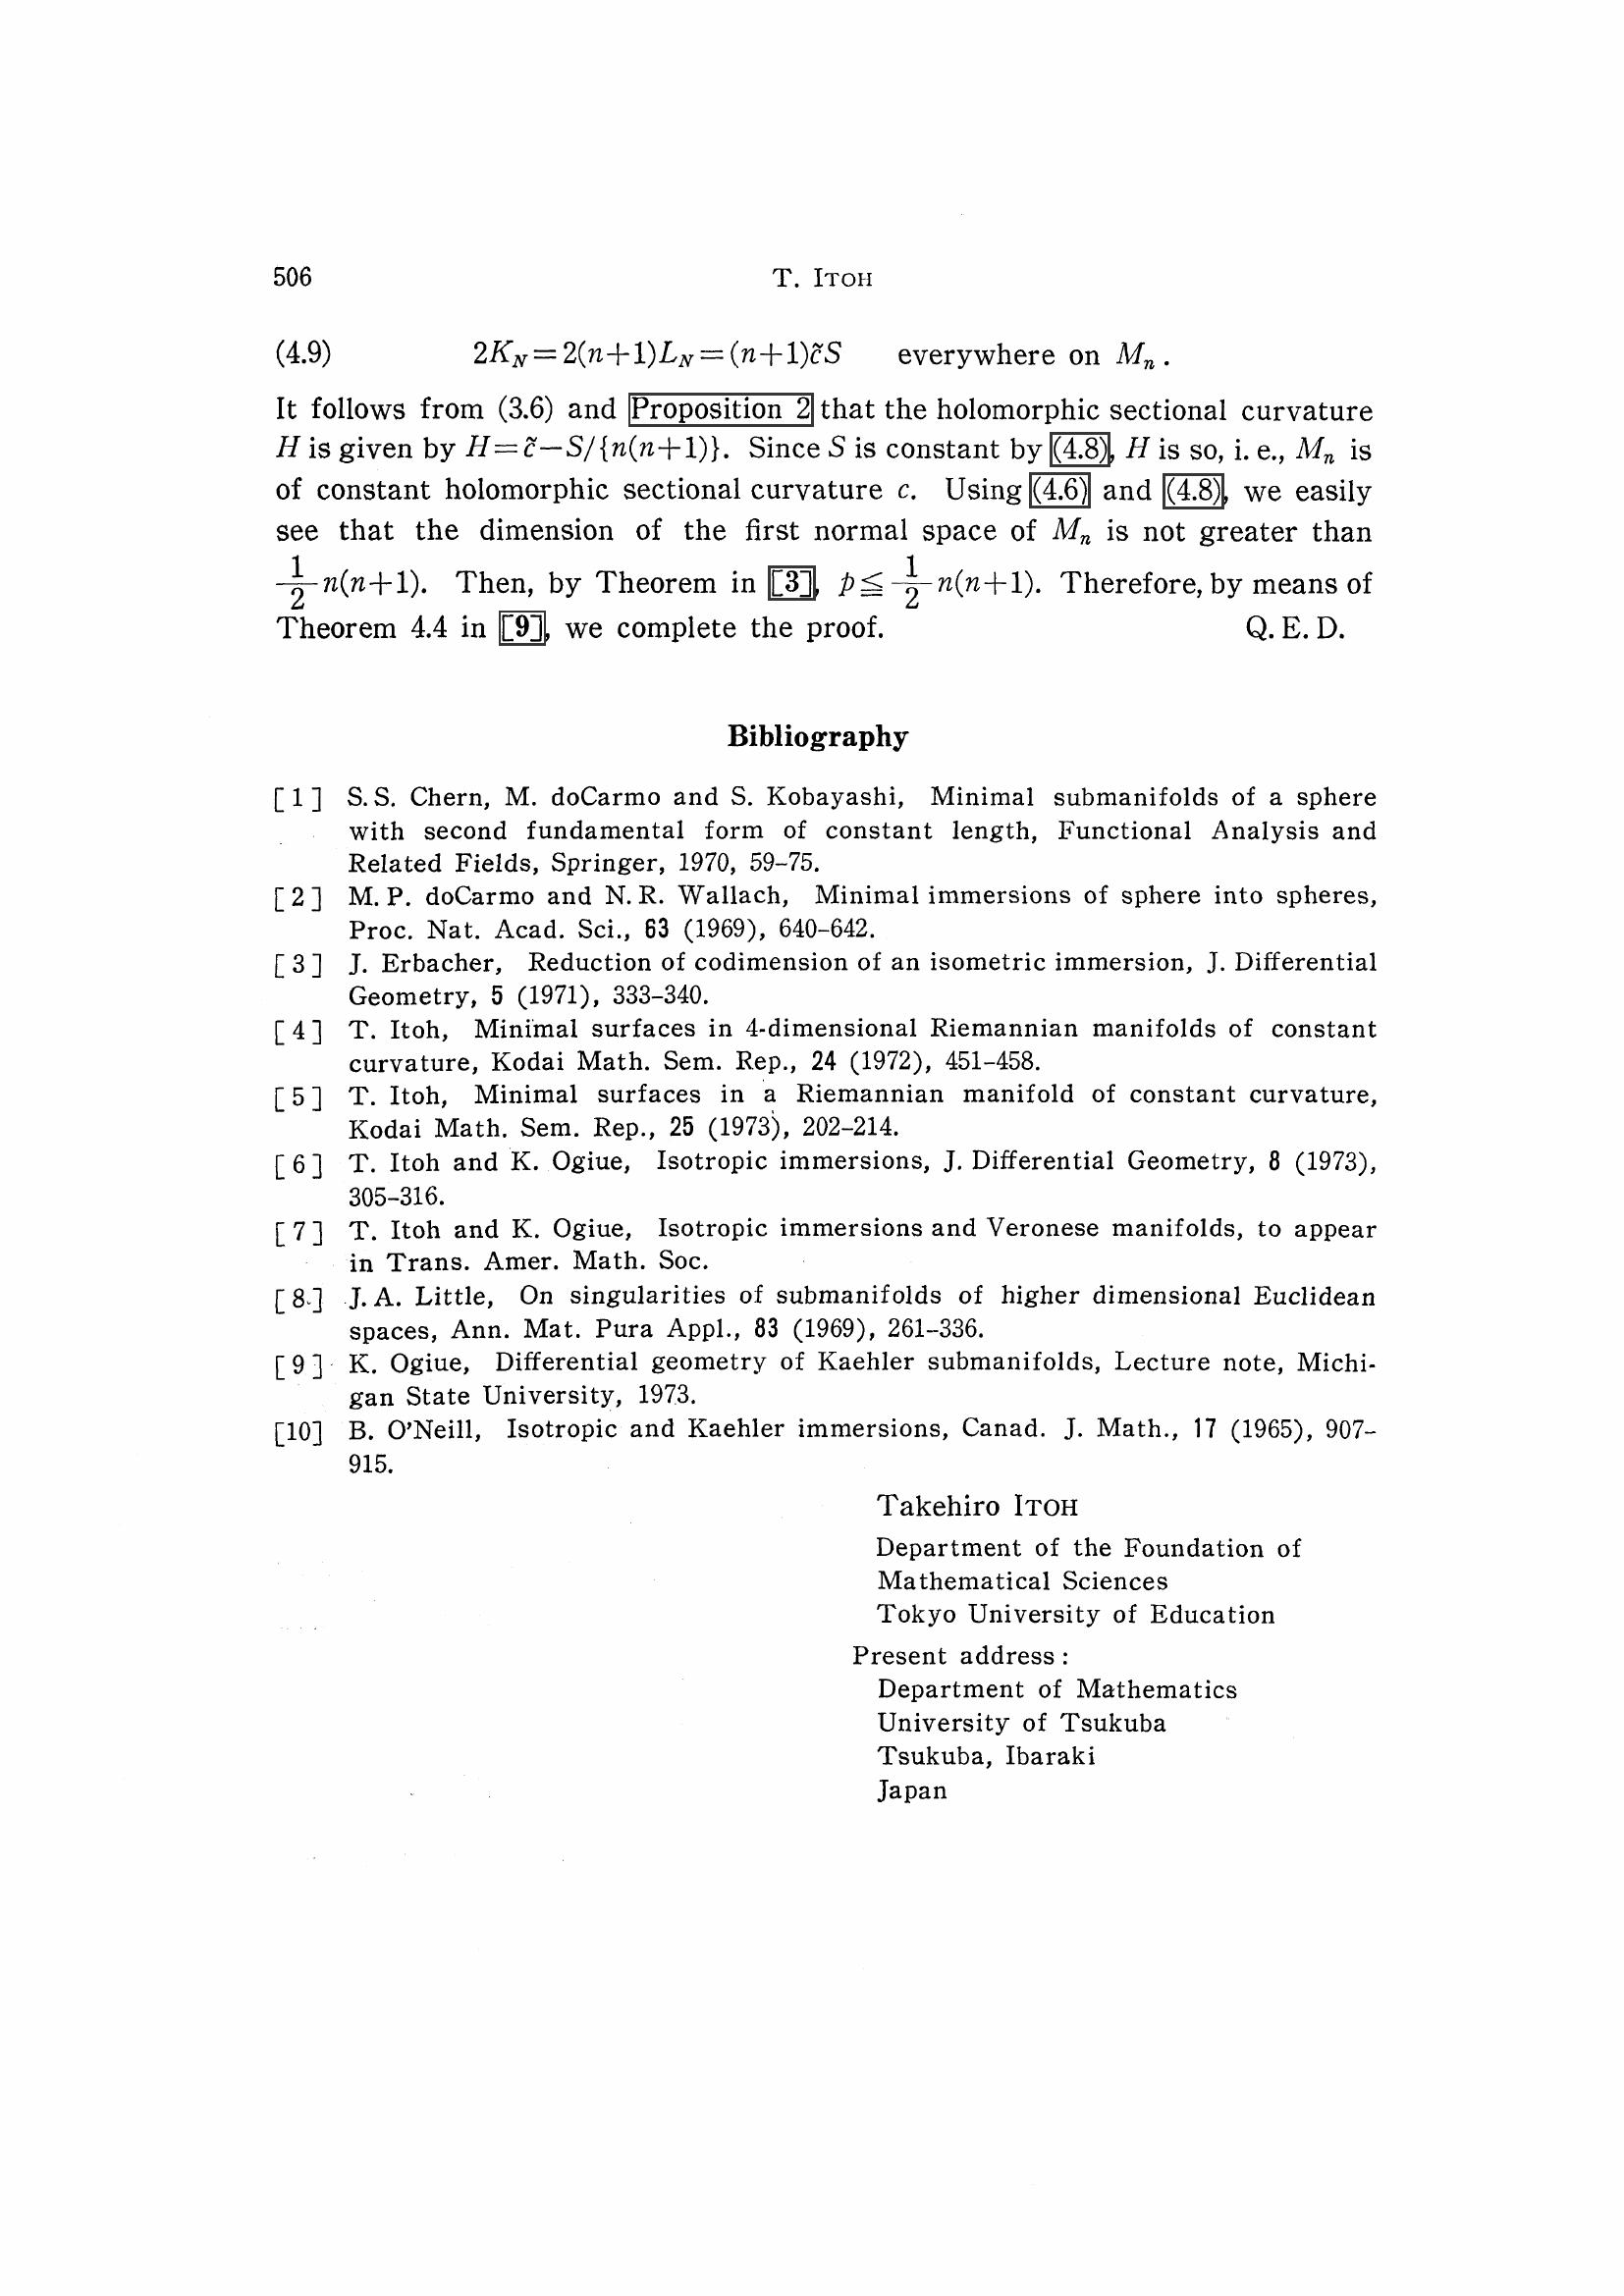 506 T. ITOH
(4.9) 2K_N=2(n+1)L_N=(n+1)c̃S everywhere on M_n.
It follows from (3.6) and Proposition 2 that the holomorphic sectional curvature
H is given by H=c̃−S/{n(n+1)}. Since S is constant by (4.8), H is so, i. e., M_n is
of constant holomorphic sectional curvature c. Using (4.6) and (4.8), we easily
see that the dimension of the first normal space of M_n is not greater than
1/2 n(n+1). Then, by Theorem in [3], p≦ 1/2 n(n+1). Therefore, by means of
Theorem 4.4 in [9], we complete the proof. Q. E. D.
Bibliography
[1] S. S. Chern, M. doCarmo and S. Kobayashi, Minimal submanifolds of a sphere
with second fundamental form of constant length, Functional Analysis and
Related Fields, Springer, 1970, 59–75.
[2] M. P. doCarmo and N. R. Wallach, Minimal immersions of sphere into spheres,
Proc. Nat. Acad. Sci., 63 (1969), 640–642.
[3] J. Erbacher, Reduction of codimension of an isometric immersion, J. Differential
Geometry, 5 (1971), 333–340.
[4] T. Itoh, Minimal surfaces in 4-dimensional Riemannian manifolds of constant
curvature, Kodai Math. Sem. Rep., 24 (1972), 451–458.
[5] T. Itoh, Minimal surfaces in a Riemannian manifold of constant curvature,
Kodai Math. Sem. Rep., 25 (1973), 202–214.
[6] T. Itoh and K. Ogiue, Isotropic immersions, J. Differential Geometry, 8 (1973),
305–316.
[7] T. Itoh and K. Ogiue, Isotropic immersions and Veronese manifolds, to appear
in Trans. Amer. Math. Soc.
[8] J. A. Little, On singularities of submanifolds of higher dimensional Euclidean
spaces, Ann. Mat. Pura Appl., 83 (1969), 261–336.
[9] K. Ogiue, Differential geometry of Kaehler submanifolds, Lecture note, Michi-
gan State University, 1973.
[10] B. O'Neill, Isotropic and Kaehler immersions, Canad. J. Math., 17 (1965), 907–
915.
Takehiro ITOH
Department of the Foundation of
Mathematical Sciences
Tokyo University of Education
Present address:
Department of Mathematics
University of Tsukuba
Tsukuba, Ibaraki
Japan